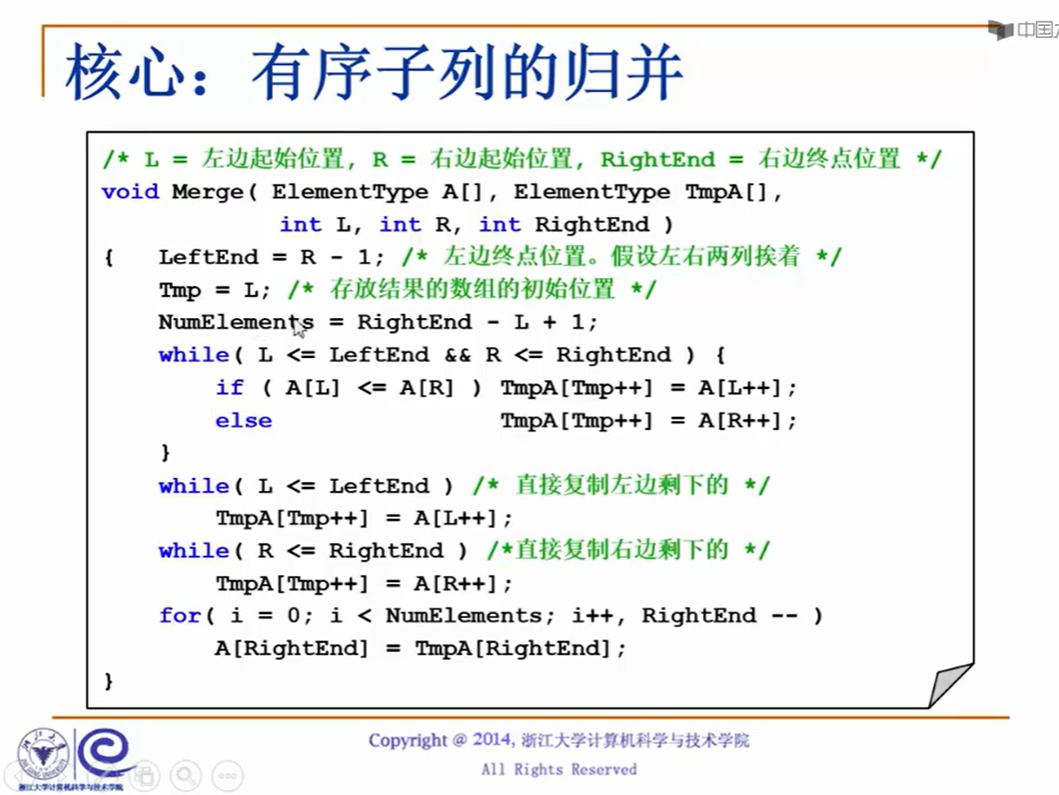 中国大
核心：有序子列的归并
/* L = 左边起始位置, R = 右边起始位置, RightEnd = 右边终点位置 */
void Merge( ElementType A[], ElementType TmpA[],
int L, int R, int RightEnd )
{ LeftEnd = R - 1; /* 左边终点位置。假设左右两列挨着 */
Tmp = L; /* 存放结果的数组的初始位置 */
NumElements = RightEnd - L + 1;
while( L <= LeftEnd && R <= RightEnd ) {
if ( A[L] <= A[R] ) TmpA[Tmp++] = A[L++];
else TmpA[Tmp++] = A[R++];
}
while( L <= LeftEnd ) /* 直接复制左边剩下的 */
TmpA[Tmp++] = A[L++];
while( R <= RightEnd ) /*直接复制右边剩下的 */
TmpA[Tmp++] = A[R++];
for( i = 0; i < NumElements; i++, RightEnd -- )
A[RightEnd] = TmpA[RightEnd];
}
Copyright @ 2014, 浙江大学计算机科学与技术学院
All Rights Reserved
浙江大学计算机科学与技术学院